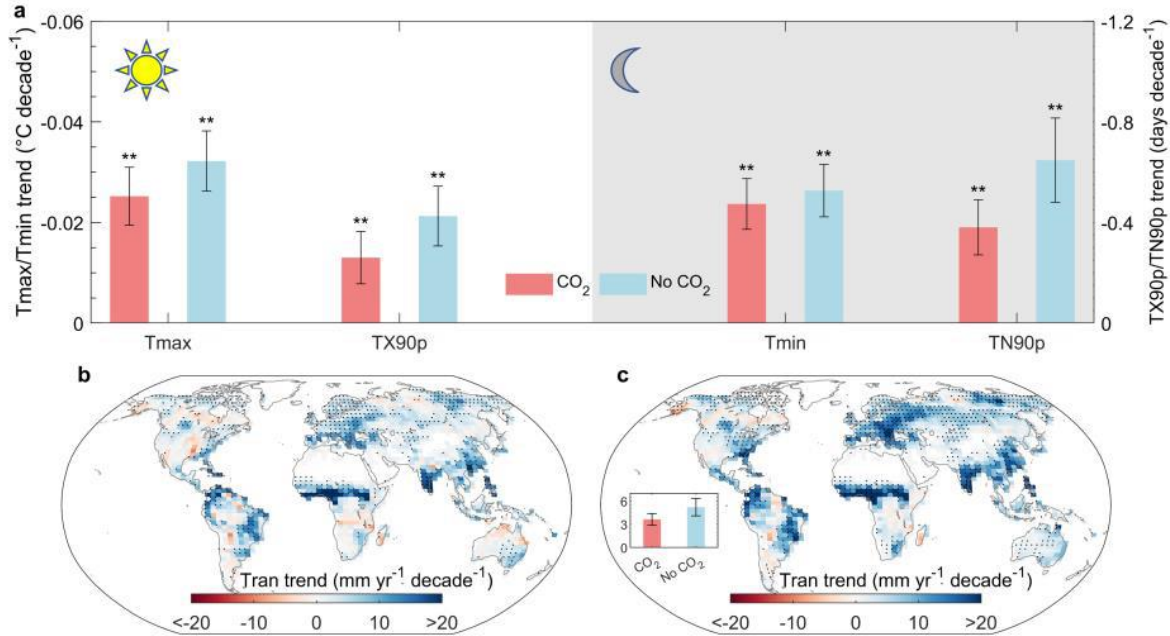 a
-0.06
-0.04
-0.02
0
Tmax/Tmin trend (°C decade⁻¹)
-1.2
-0.8
-0.4
0
TX90p/TN90p trend (days decade⁻¹)
**
**
**
**
**
**
**
**
CO₂
No CO₂
Tmax
TX90p
Tmin
TN90p
b
Tran trend (mm yr⁻¹ decade⁻¹)
<-20
-10
0
10
>20
c
6
3
0
CO₂
No CO₂
Tran trend (mm yr⁻¹ decade⁻¹)
<-20
-10
0
10
>20